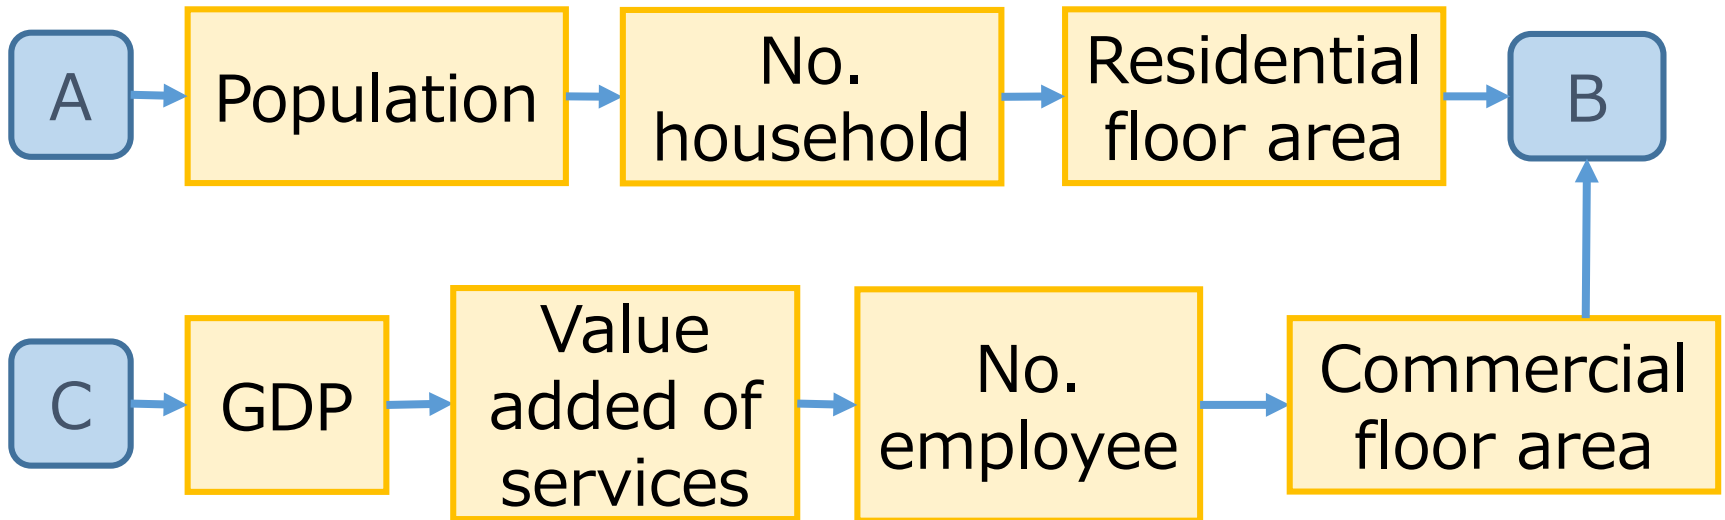 A
Population
No.
household
Residential
floor area
B
C
GDP
Value
added of
services
No.
employee
Commercial
floor area